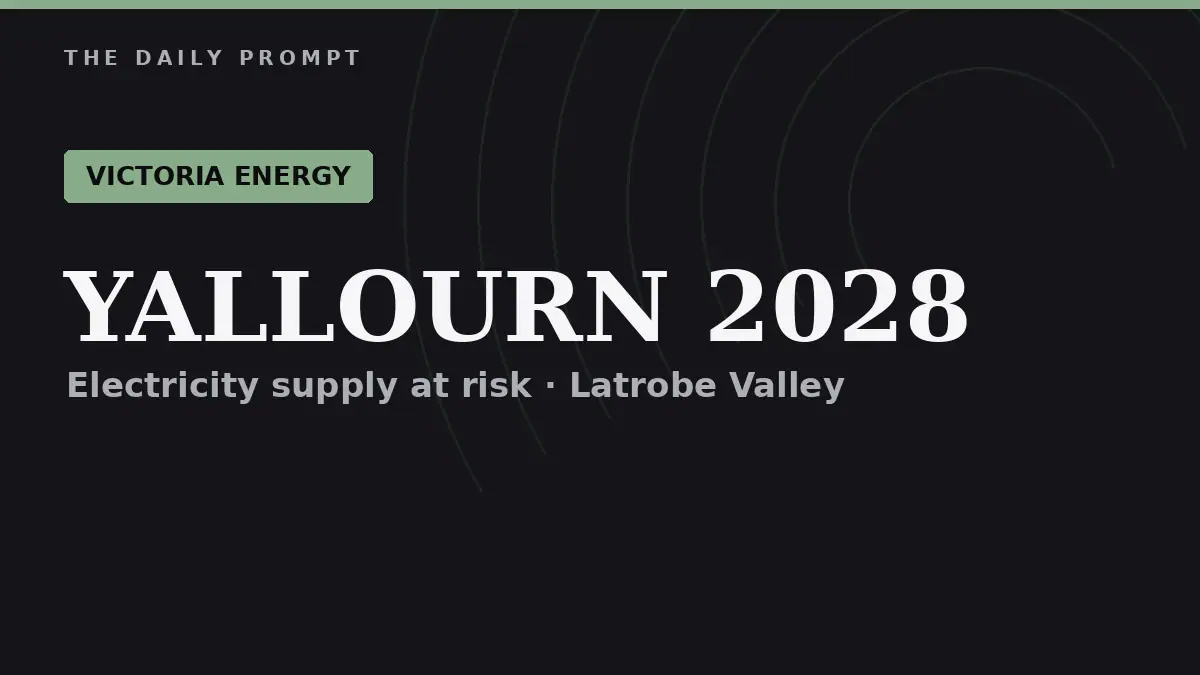 THE DAILY PROMPT
VICTORIA ENERGY
YALLOURN 2028
Electricity supply at risk · Latrobe Valley